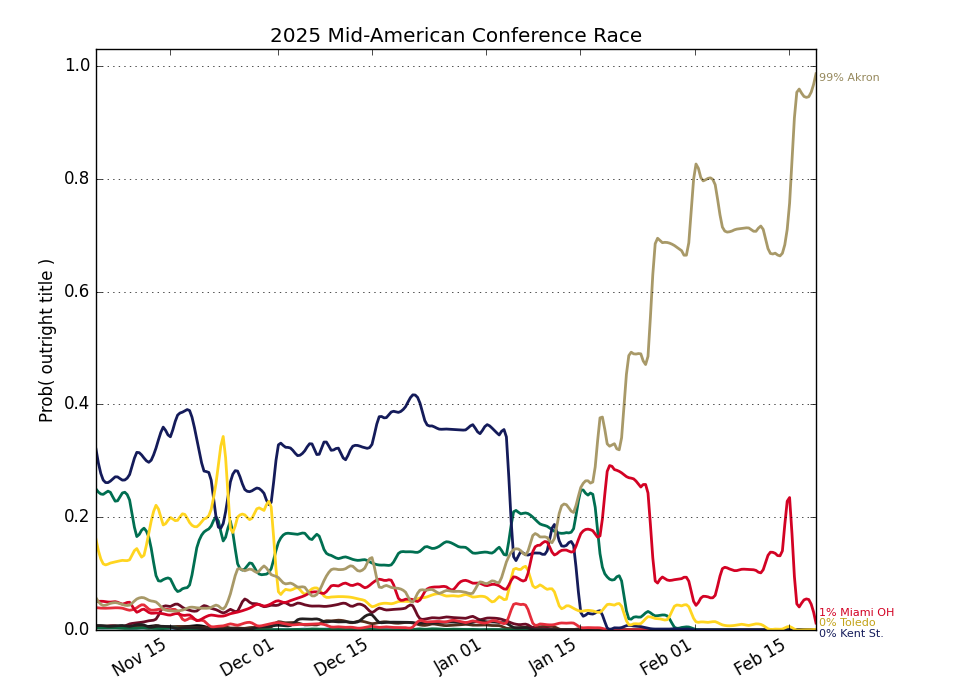 2025 Mid-American Conference Race
Prob( outright title )
1.0
0.8
0.6
0.4
0.2
0.0
Nov 15
Dec 01
Dec 15
Jan 01
Jan 15
Feb 01
Feb 15
99% Akron
1% Miami OH
0% Toledo
0% Kent St.